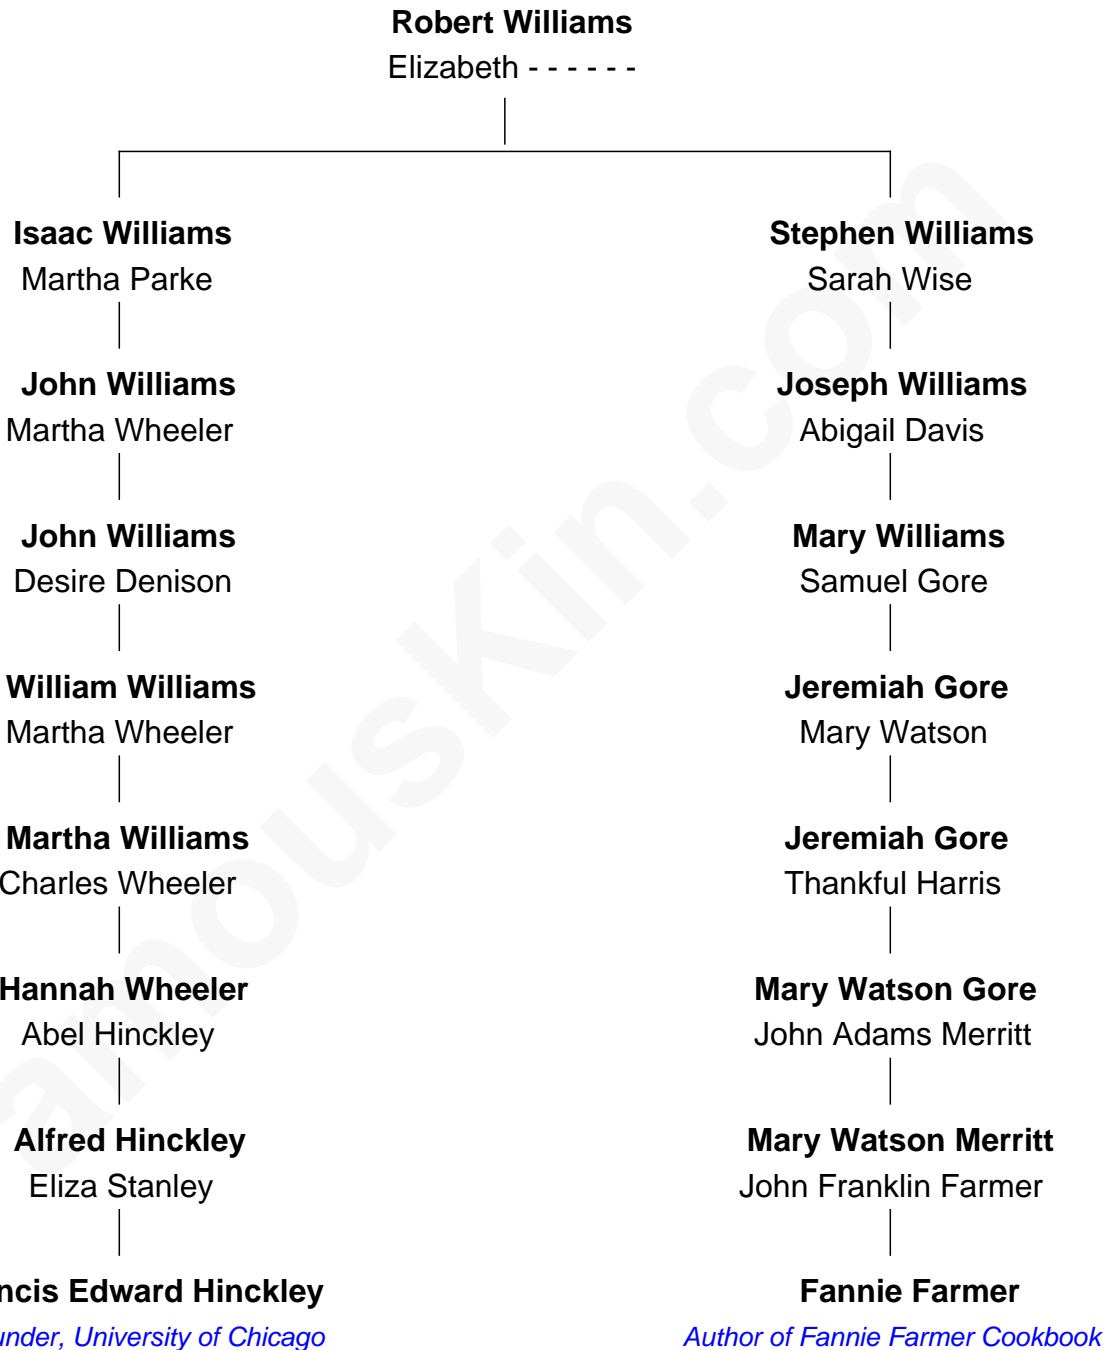 Robert Williams
Elizabeth - - - - - -
Isaac Williams
Martha Parke
Stephen Williams
Sarah Wise
John Williams
Martha Wheeler
Joseph Williams
Abigail Davis
John Williams
Desire Denison
Mary Williams
Samuel Gore
William Williams
Martha Wheeler
Jeremiah Gore
Mary Watson
Martha Williams
Charles Wheeler
Jeremiah Gore
Thankful Harris
Hannah Wheeler
Abel Hinckley
Mary Watson Gore
John Adams Merritt
Alfred Hinckley
Eliza Stanley
Mary Watson Merritt
John Franklin Farmer
ncis Edward Hinckley
under, University of Chicago
Fannie Farmer
Author of Fannie Farmer Cookbook
amousKin.com